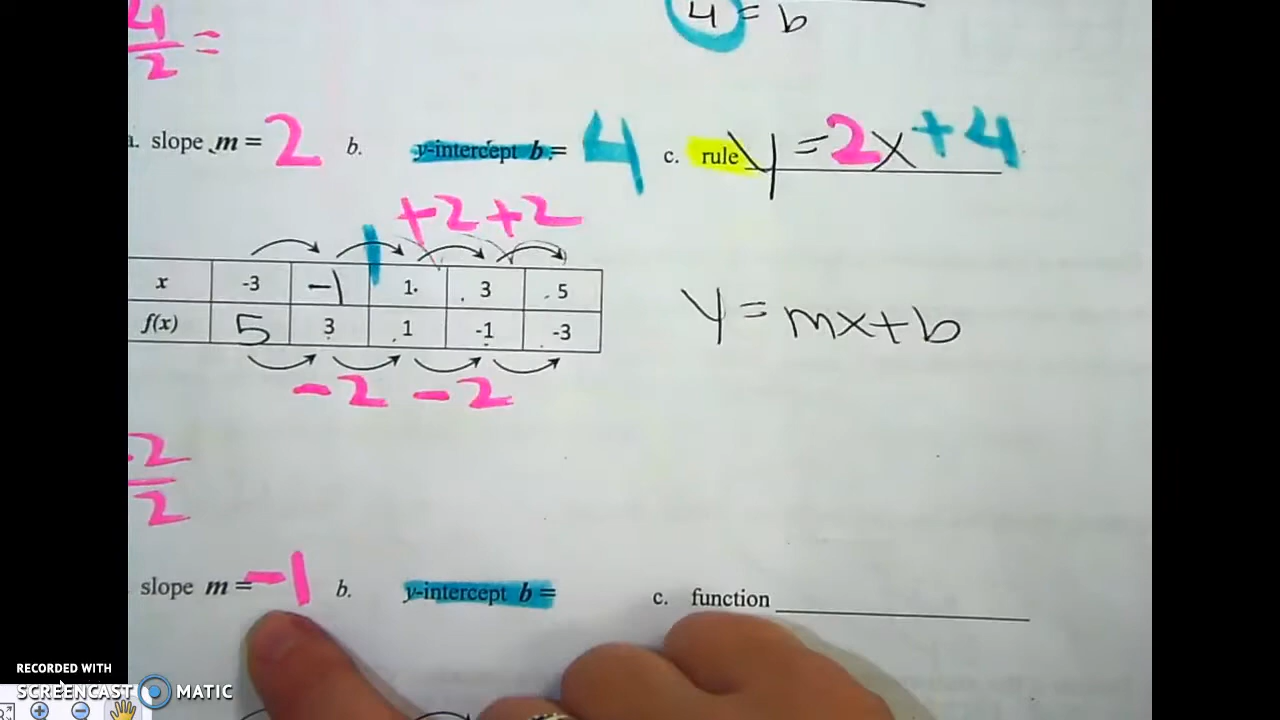 4 = b
4/2 =
a. slope m = 2 b. y-intercept b = 4 c. rule y = 2x + 4
+2 +2
x -3 -1 1 3 5
f(x) 5 3 1 -1 -3
y = mx + b
-2 -2
-2/2
slope m = -1 b. y-intercept b = c. function
RECORDED WITH
SCREENCAST MATIC